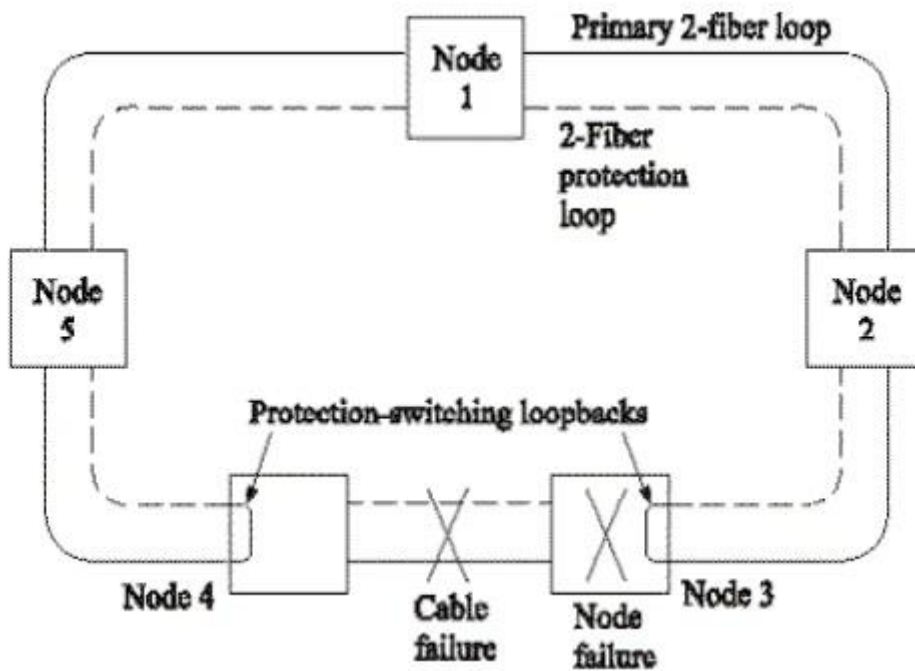 Primary 2-fiber loop
Node
1
2-Fiber
protection
loop
Node
5
Node
2
Protection-switching loopbacks
Node 4
Cable
failure
Node
failure
Node 3